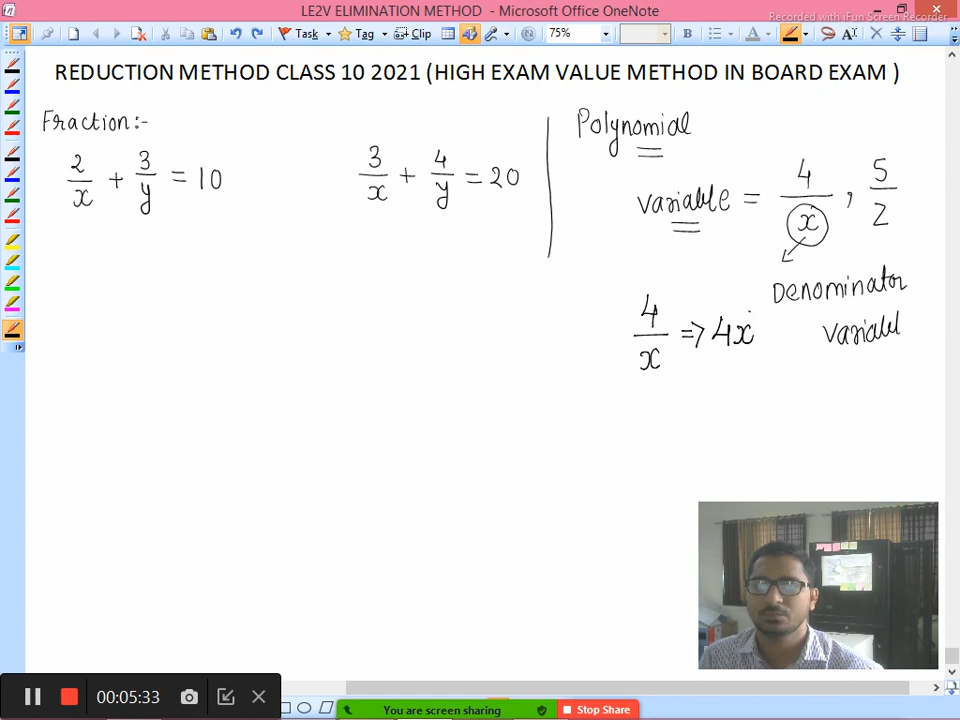 LE2V ELIMINATION METHOD - Microsoft Office OneNote
Recorded with iFun Screen Recorder
Task Tag Clip 75% B A
REDUCTION METHOD CLASS 10 2021 (HIGH EXAM VALUE METHOD IN BOARD EXAM )
Fraction:-
2/x + 3/y = 10
3/x + 4/y = 20
Polynomial
variable = 4/x , 5/2
Denominator
variabl
4/x => 4x
00:05:33
You are screen sharing
Stop Share